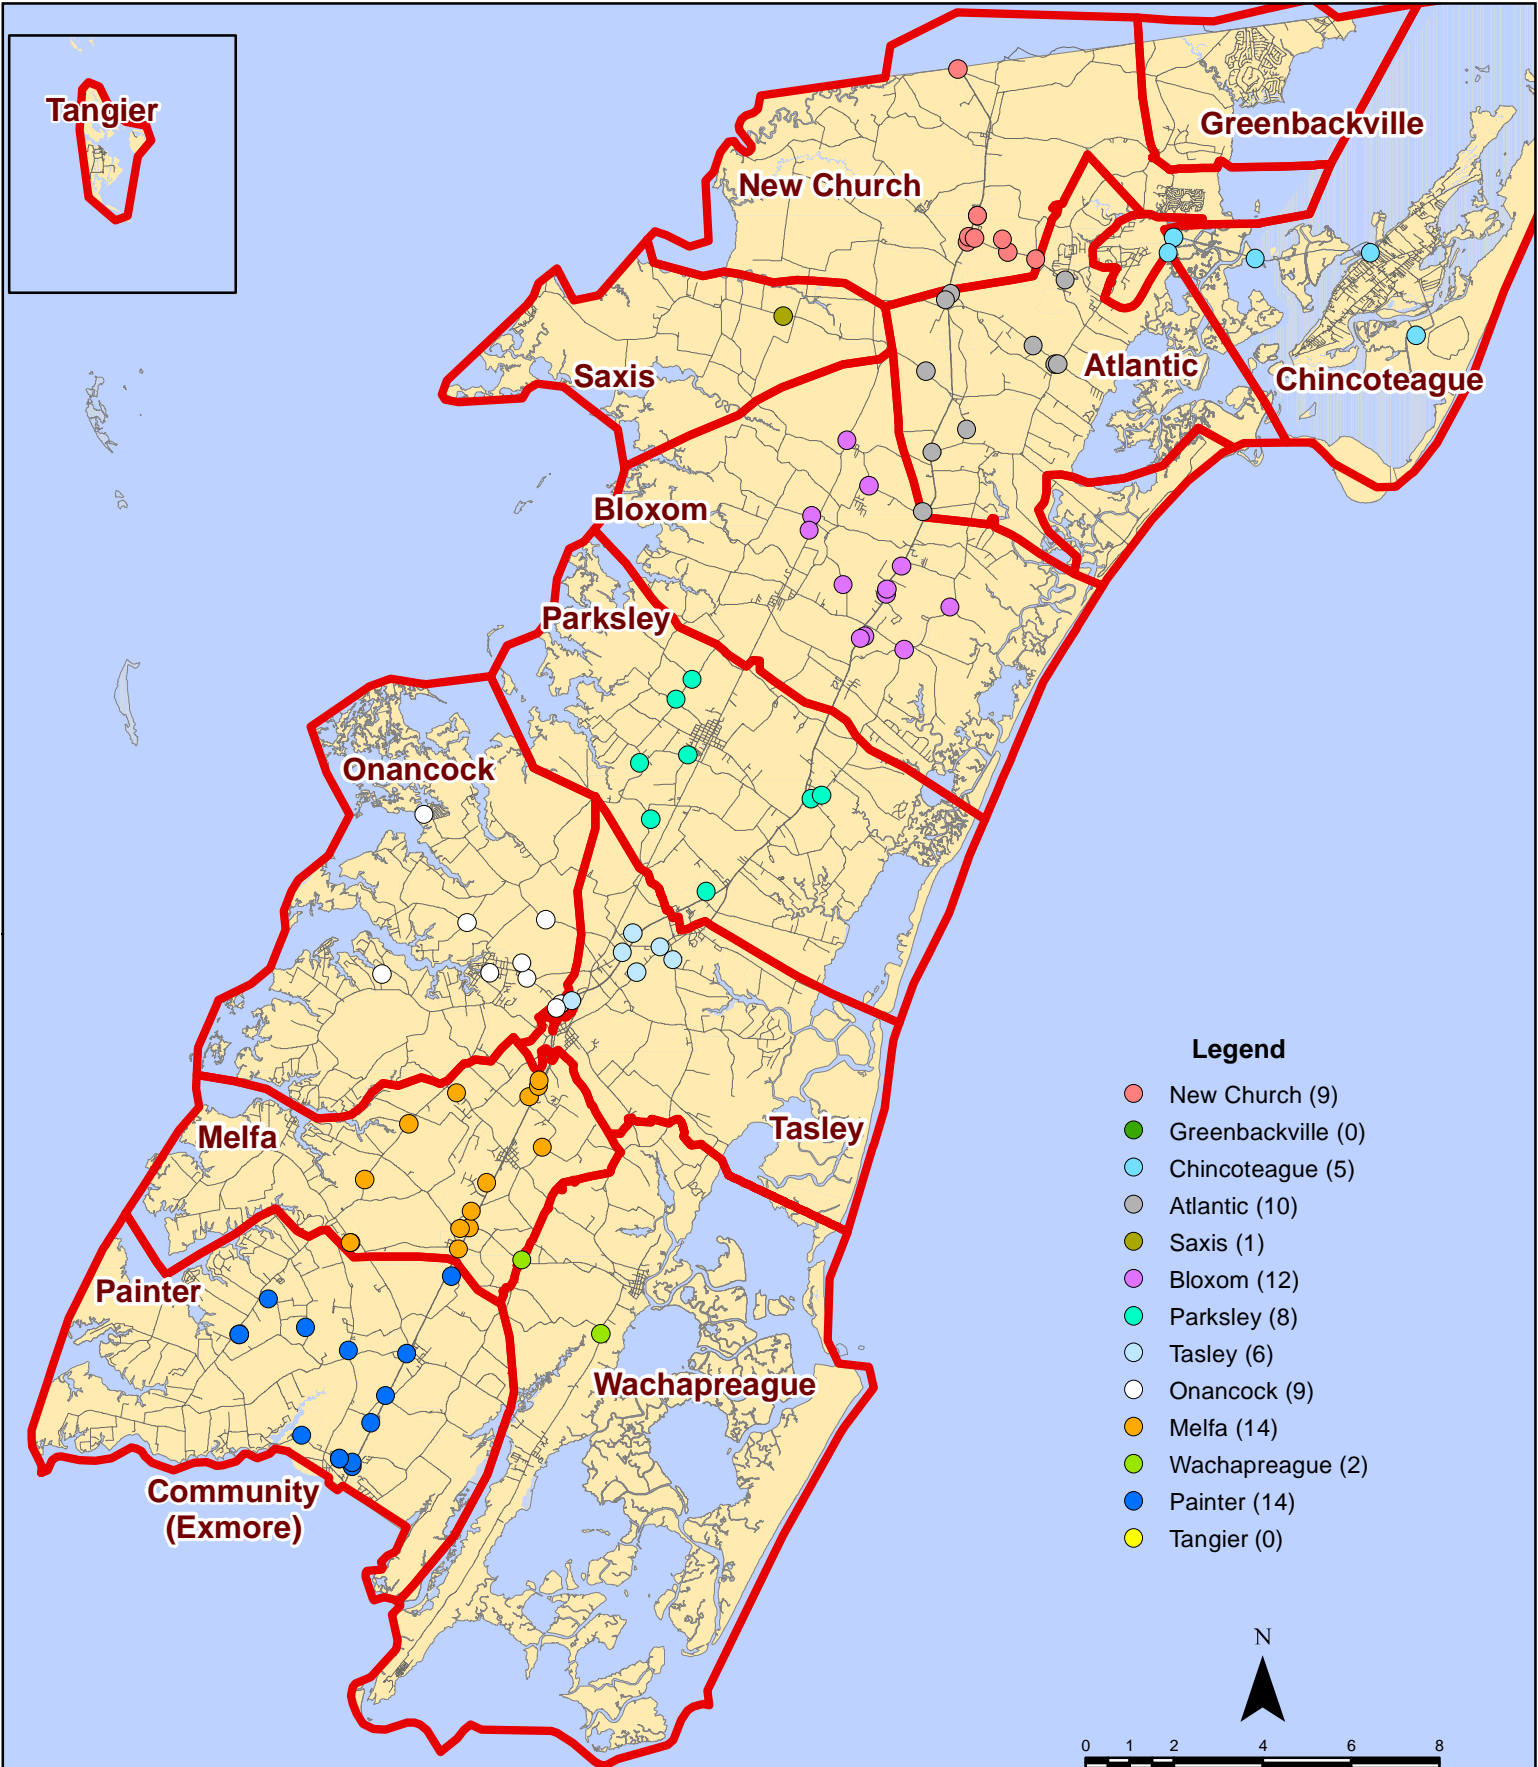 Tangier
Greenbackville
New Church
Atlantic
Saxis
Chincoteague
Bloxom
Parksley
Onancock
Tasley
Melfa
Painter
Wachapreague
Community
(Exmore)
Legend
New Church (9)
Greenbackville (0)
Chincoteague (5)
Atlantic (10)
Saxis (1)
Bloxom (12)
Parksley (8)
Tasley (6)
Onancock (9)
Melfa (14)
Wachapreague (2)
Painter (14)
Tangier (0)
N
0 1 2 4 6 8